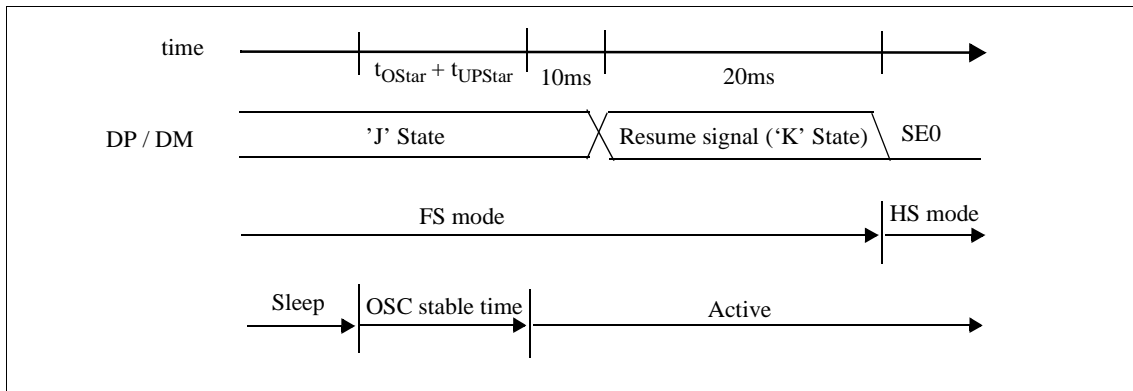 time
tOStar + tUPStar
10ms
20ms
DP / DM
'J' State
Resume signal (‘K’ State)
SE0
FS mode
HS mode
Sleep
OSC stable time
Active